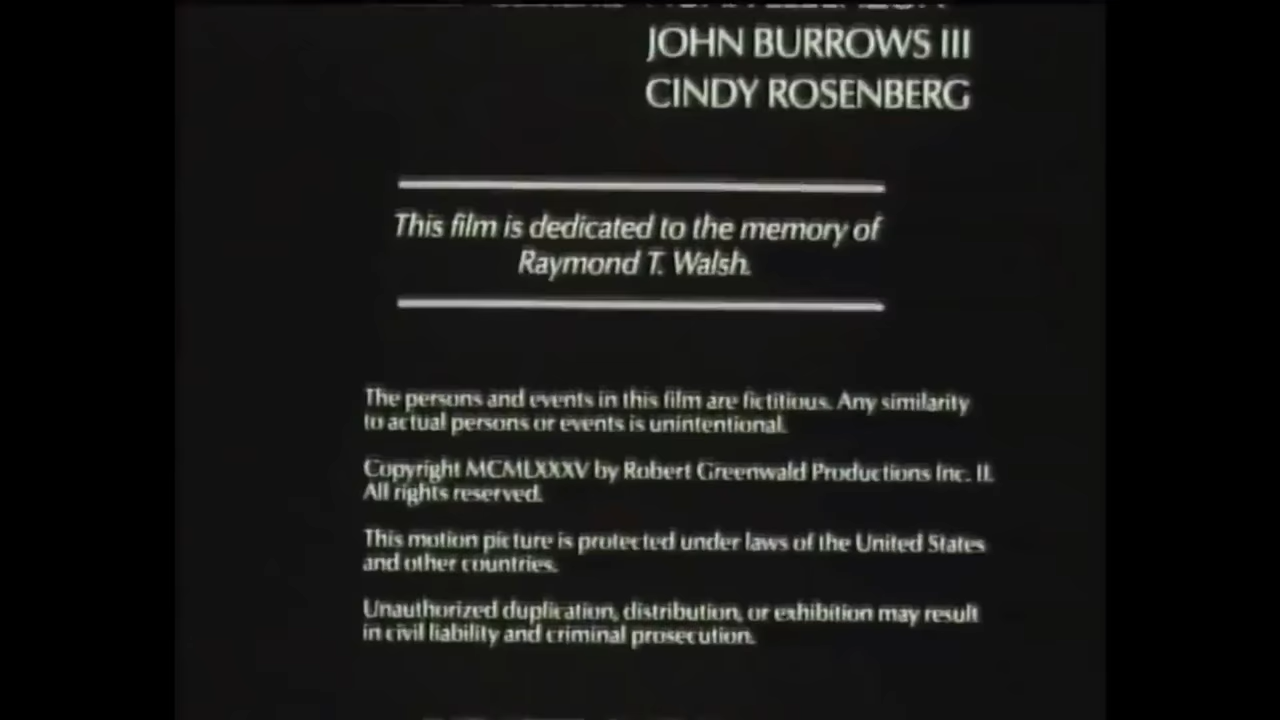 JOHN BURROWS III
CINDY ROSENBERG
This film is dedicated to the memory of
Raymond T. Walsh.
The persons and events in this film are fictitious. Any similarity
to actual persons or events is unintentional.
Copyright MCMLXXXV by Robert Greenwald Productions Inc. II.
All rights reserved.
This motion picture is protected under laws of the United States
and other countries.
Unauthorized duplication, distribution, or exhibition may result
in civil liability and criminal prosecution.